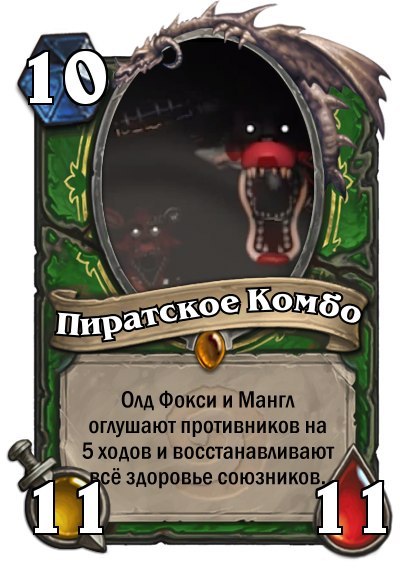 10
Пиратское Комбо
Олд Фокси и Мангл
оглушают противников на
5 ходов и восстанавливают
всё здоровье союзников.
11
11